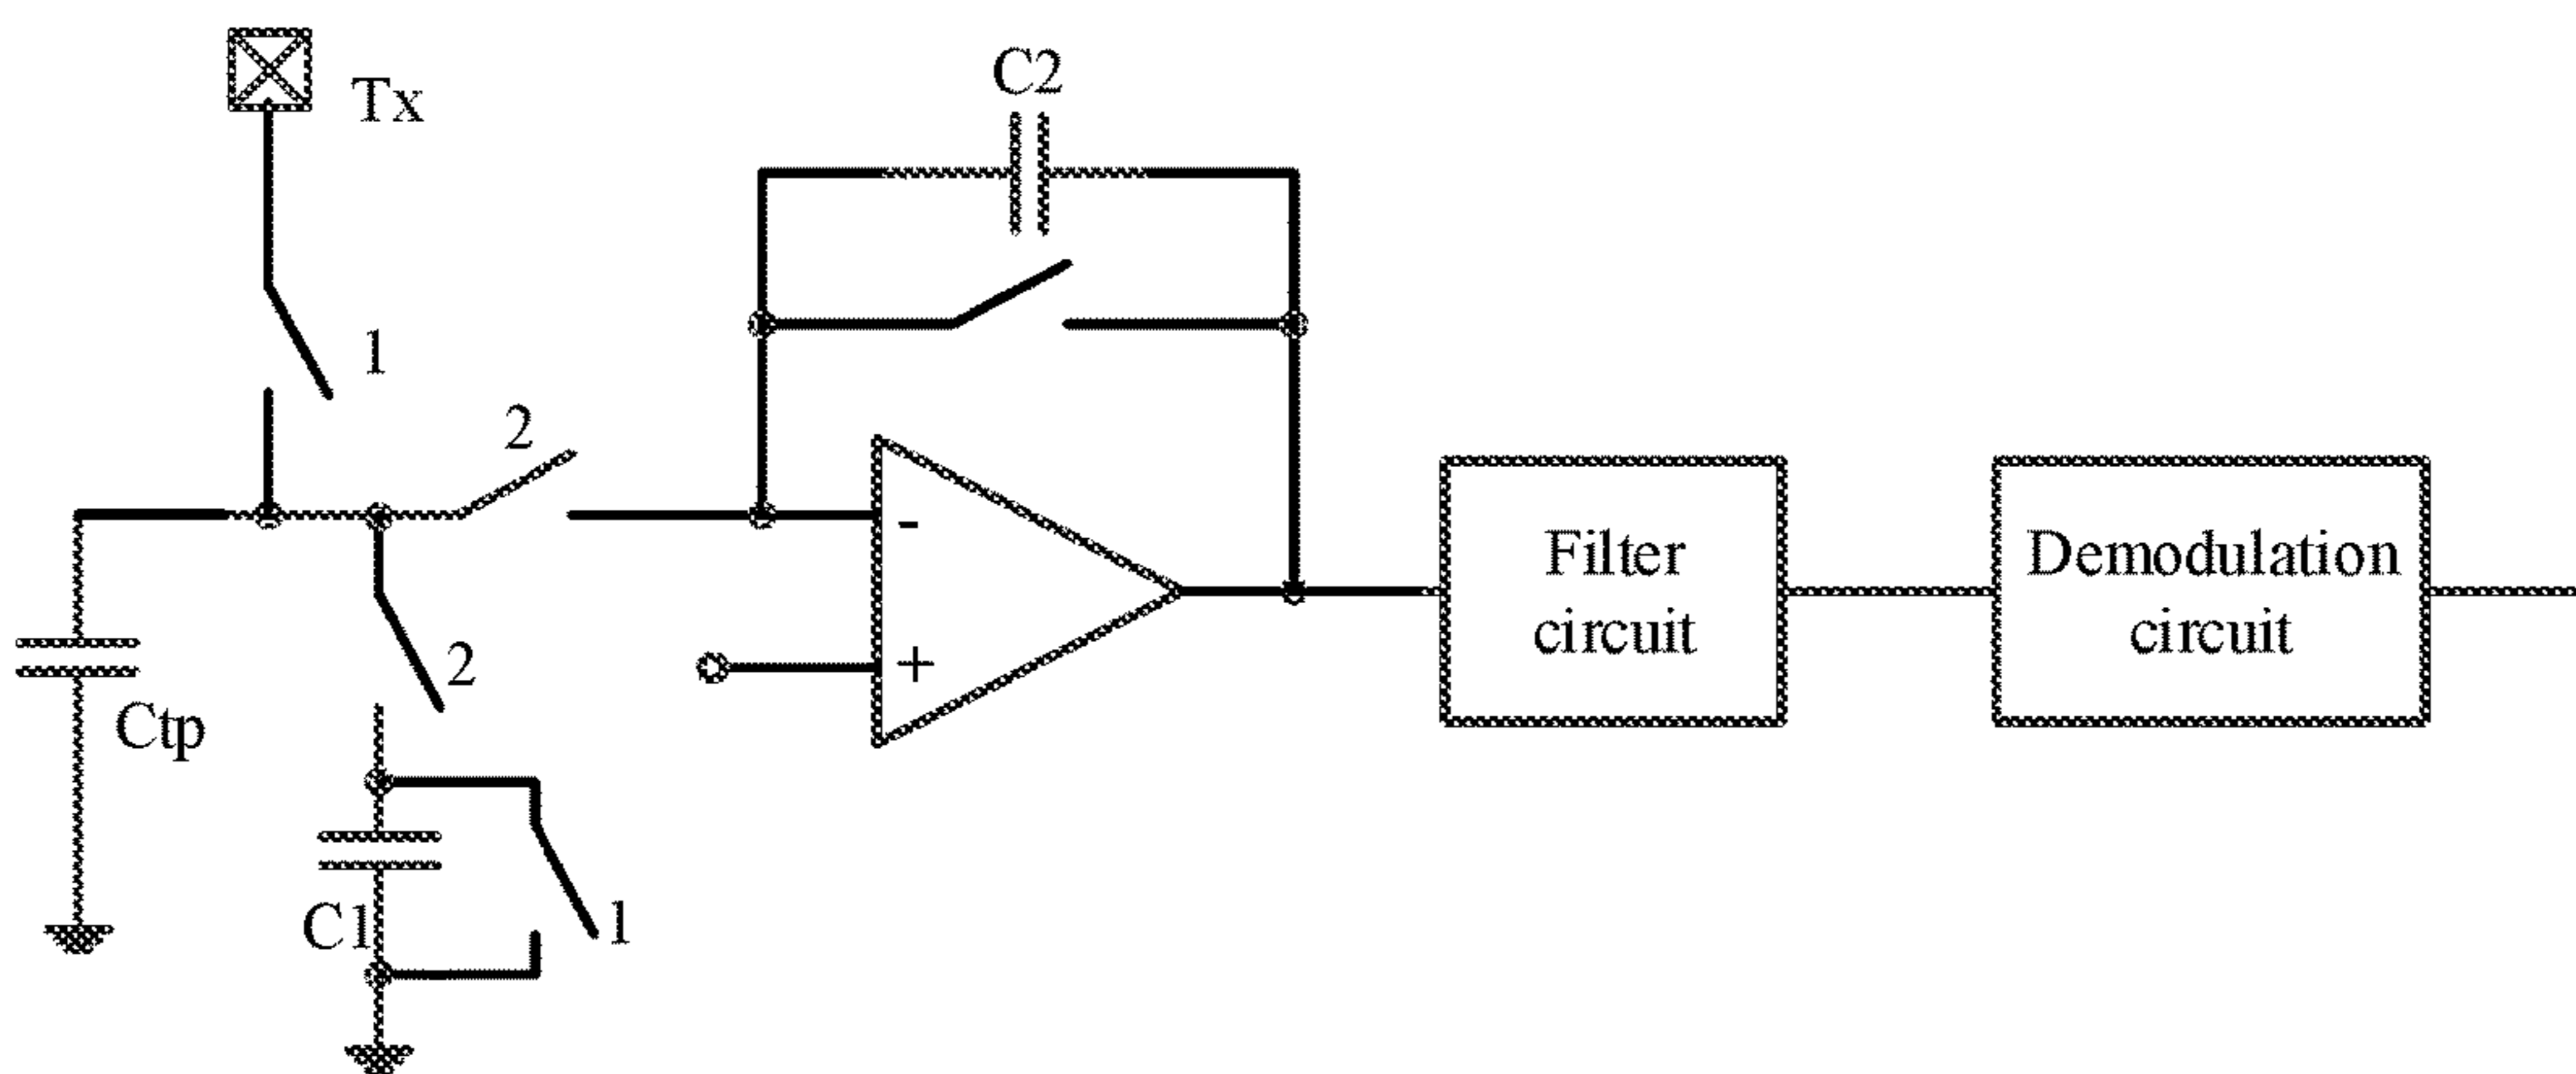 C2
Tx
1
2
-
Filter
circuit
Demodulation
circuit
2
+
Ctp
C1
1